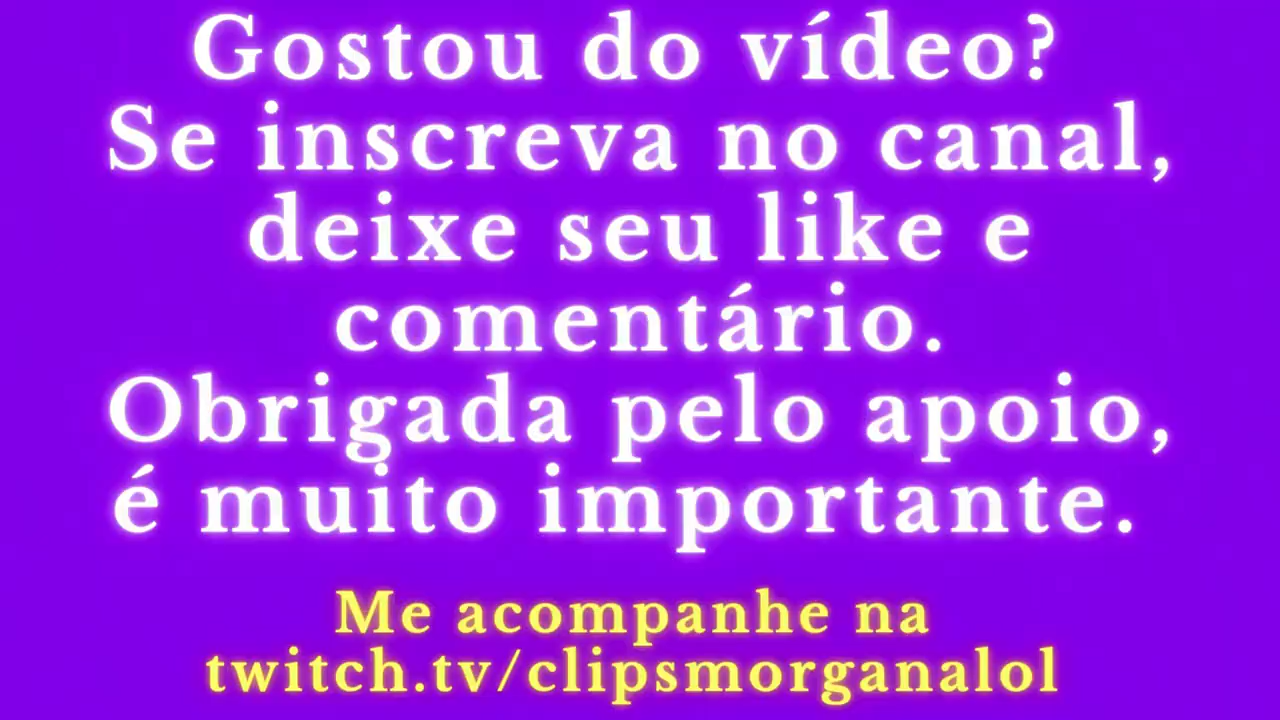 Gostou do vídeo?
Se inscreva no canal,
deixe seu like e
comentário.
Obrigada pelo apoio,
é muito importante.
Me acompanhe na
twitch.tv/clipsmorganalol